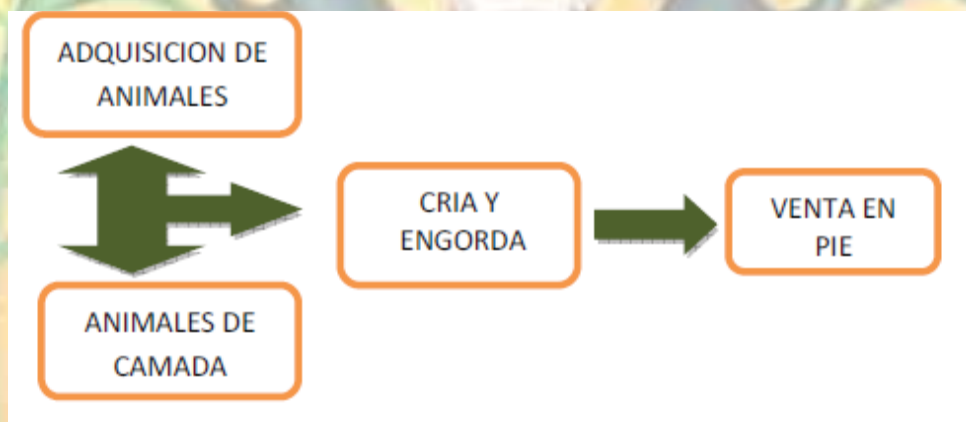 ADQUISICION DE
ANIMALES
ANIMALES DE
CAMADA
CRIA Y
ENGORDA
VENTA EN
PIE